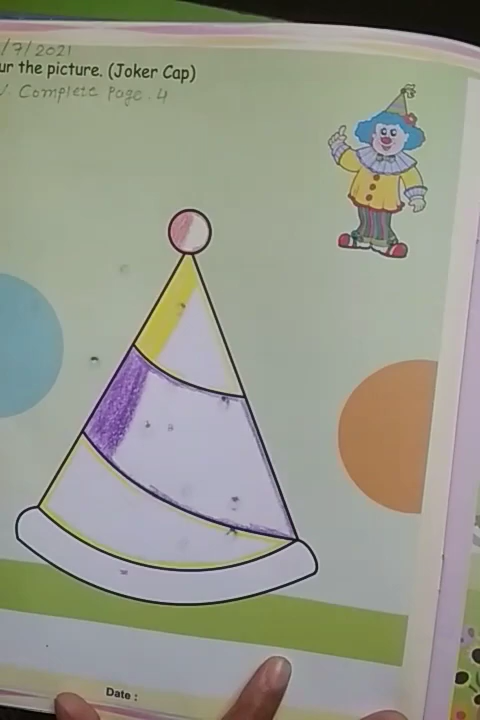 /7/2021
ur the picture. (Joker Cap)
Complete Page. 4
Date :